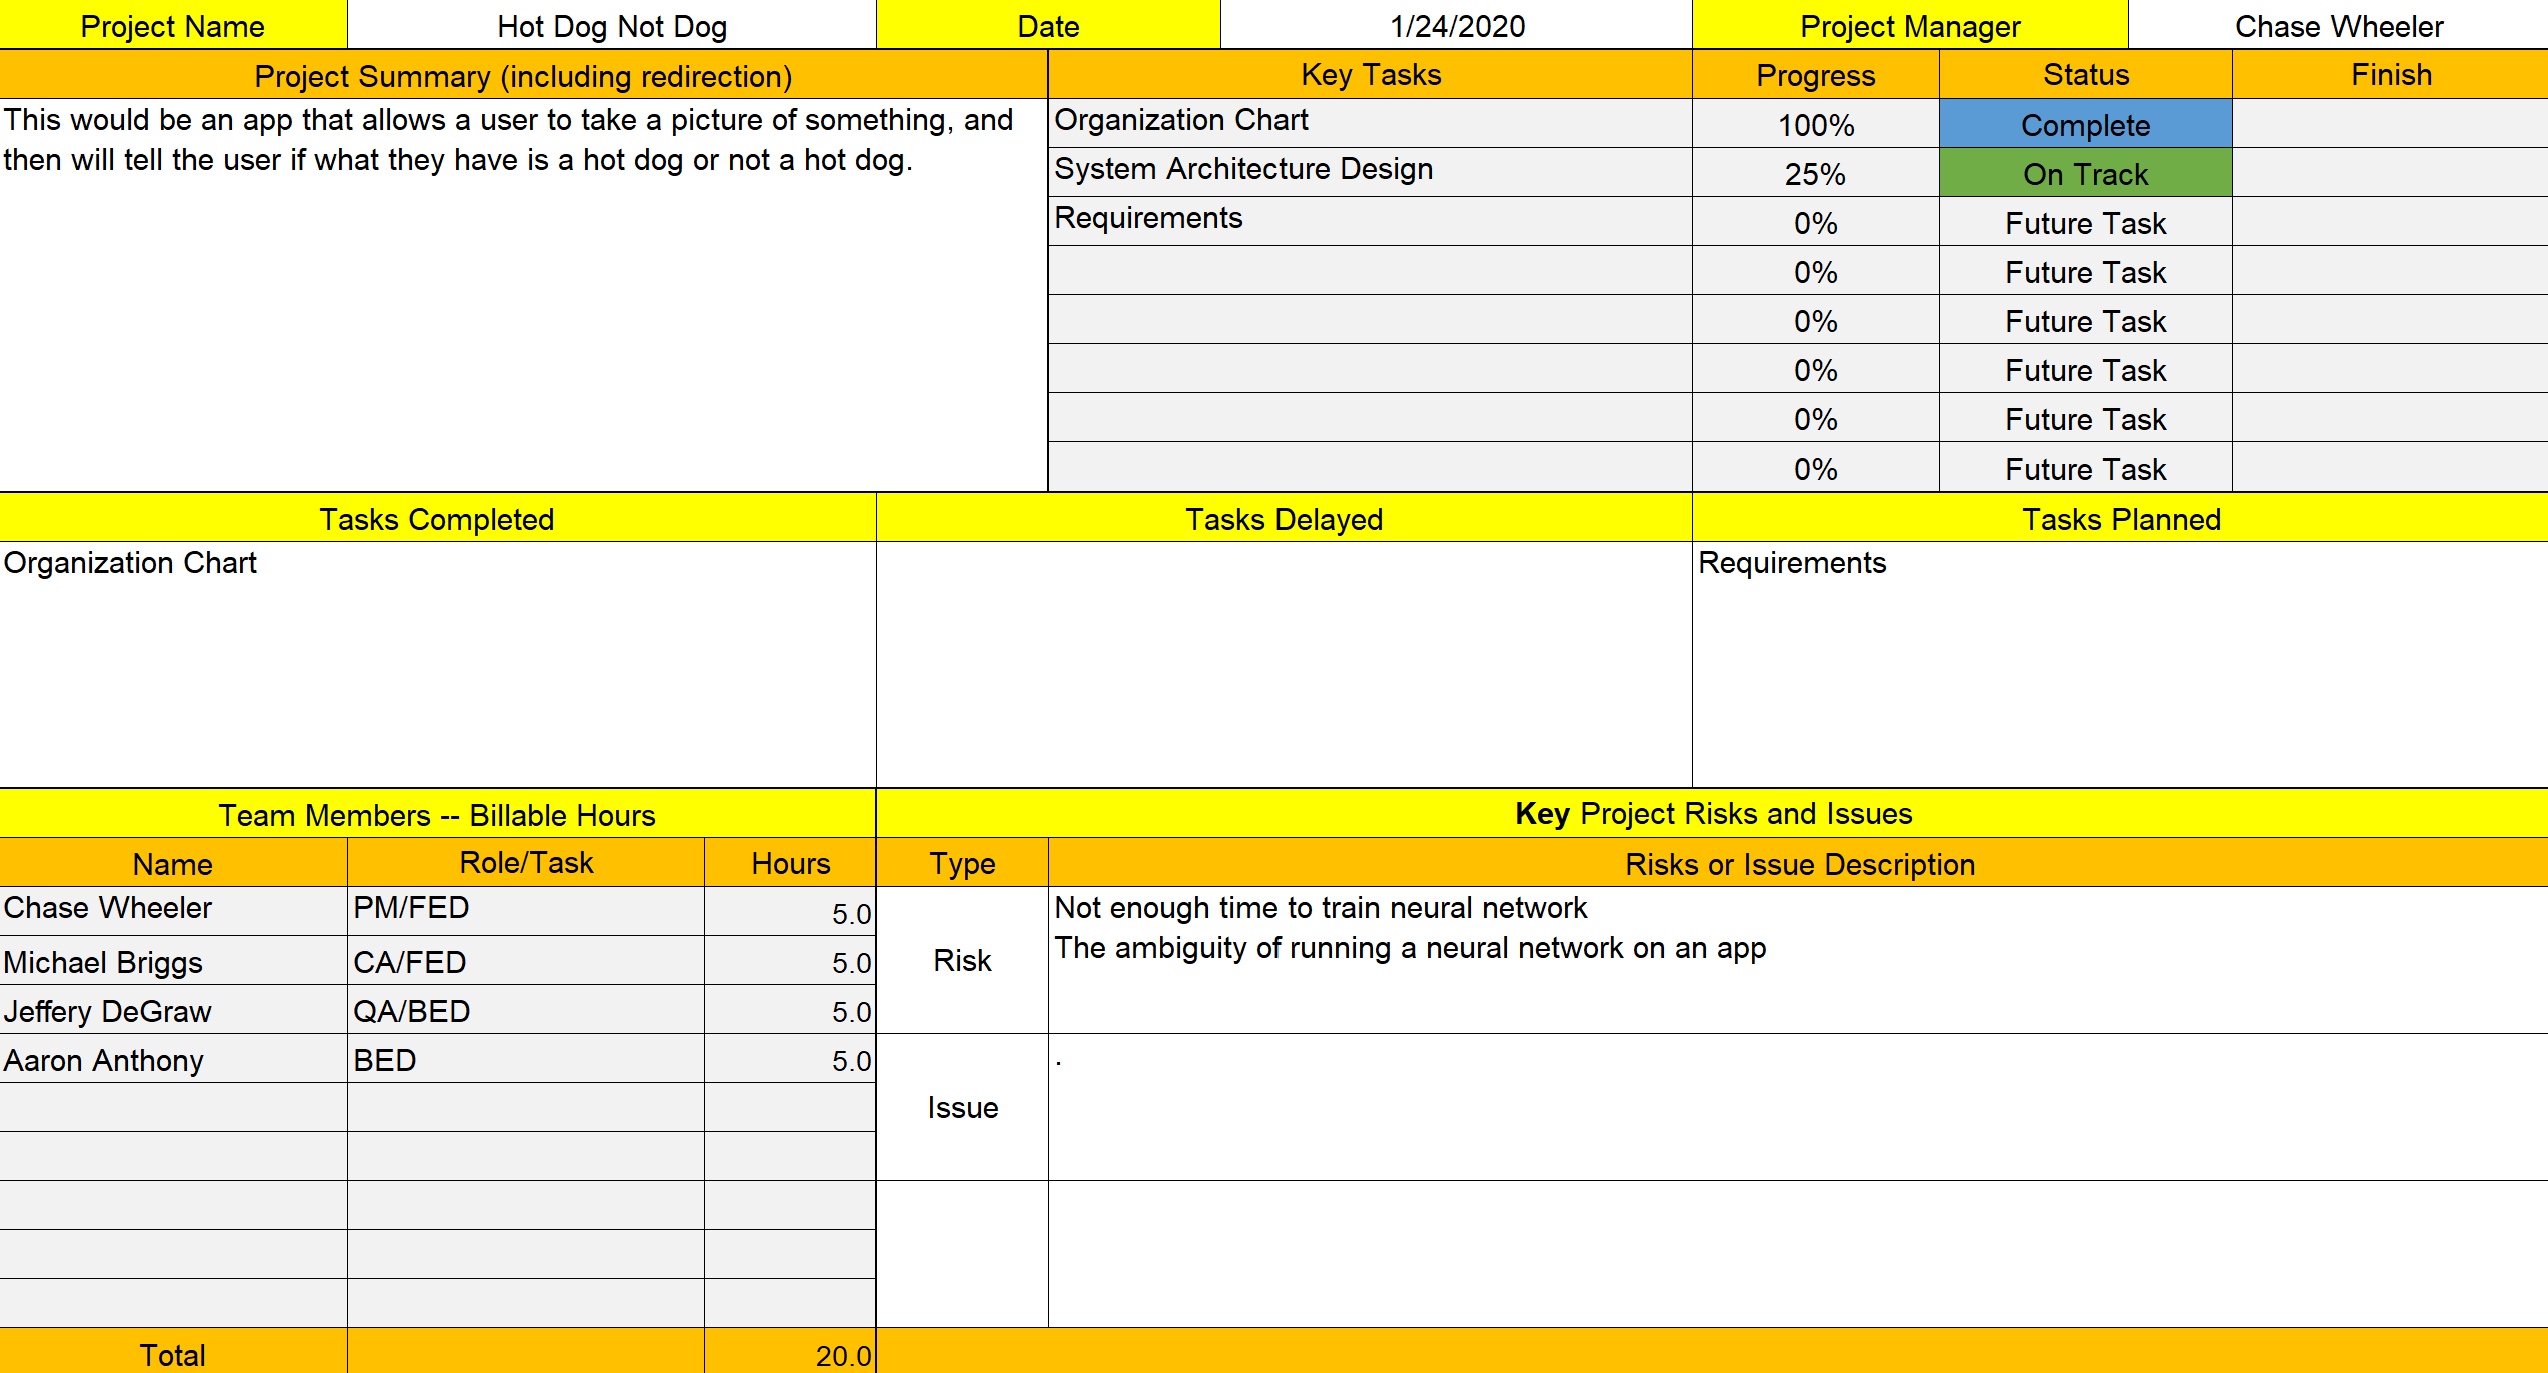 Project Name Hot Dog Not Dog Date 1/24/2020 Project Manager Chase Wheeler
Project Summary (including redirection) Key Tasks Progress Status Finish
This would be an app that allows a user to take a picture of something, and
then will tell the user if what they have is a hot dog or not a hot dog.
Organization Chart 100% Complete
System Architecture Design 25% On Track
Requirements 0% Future Task
0% Future Task
0% Future Task
0% Future Task
0% Future Task
0% Future Task
Tasks Completed Tasks Delayed Tasks Planned
Organization Chart Requirements
Team Members -- Billable Hours Key Project Risks and Issues
Name Role/Task Hours Type Risks or Issue Description
Chase Wheeler PM/FED 5.0
Michael Briggs CA/FED 5.0
Jeffery DeGraw QA/BED 5.0
Aaron Anthony BED 5.0
Risk
Not enough time to train neural network
The ambiguity of running a neural network on an app
Issue .
Total 20.0